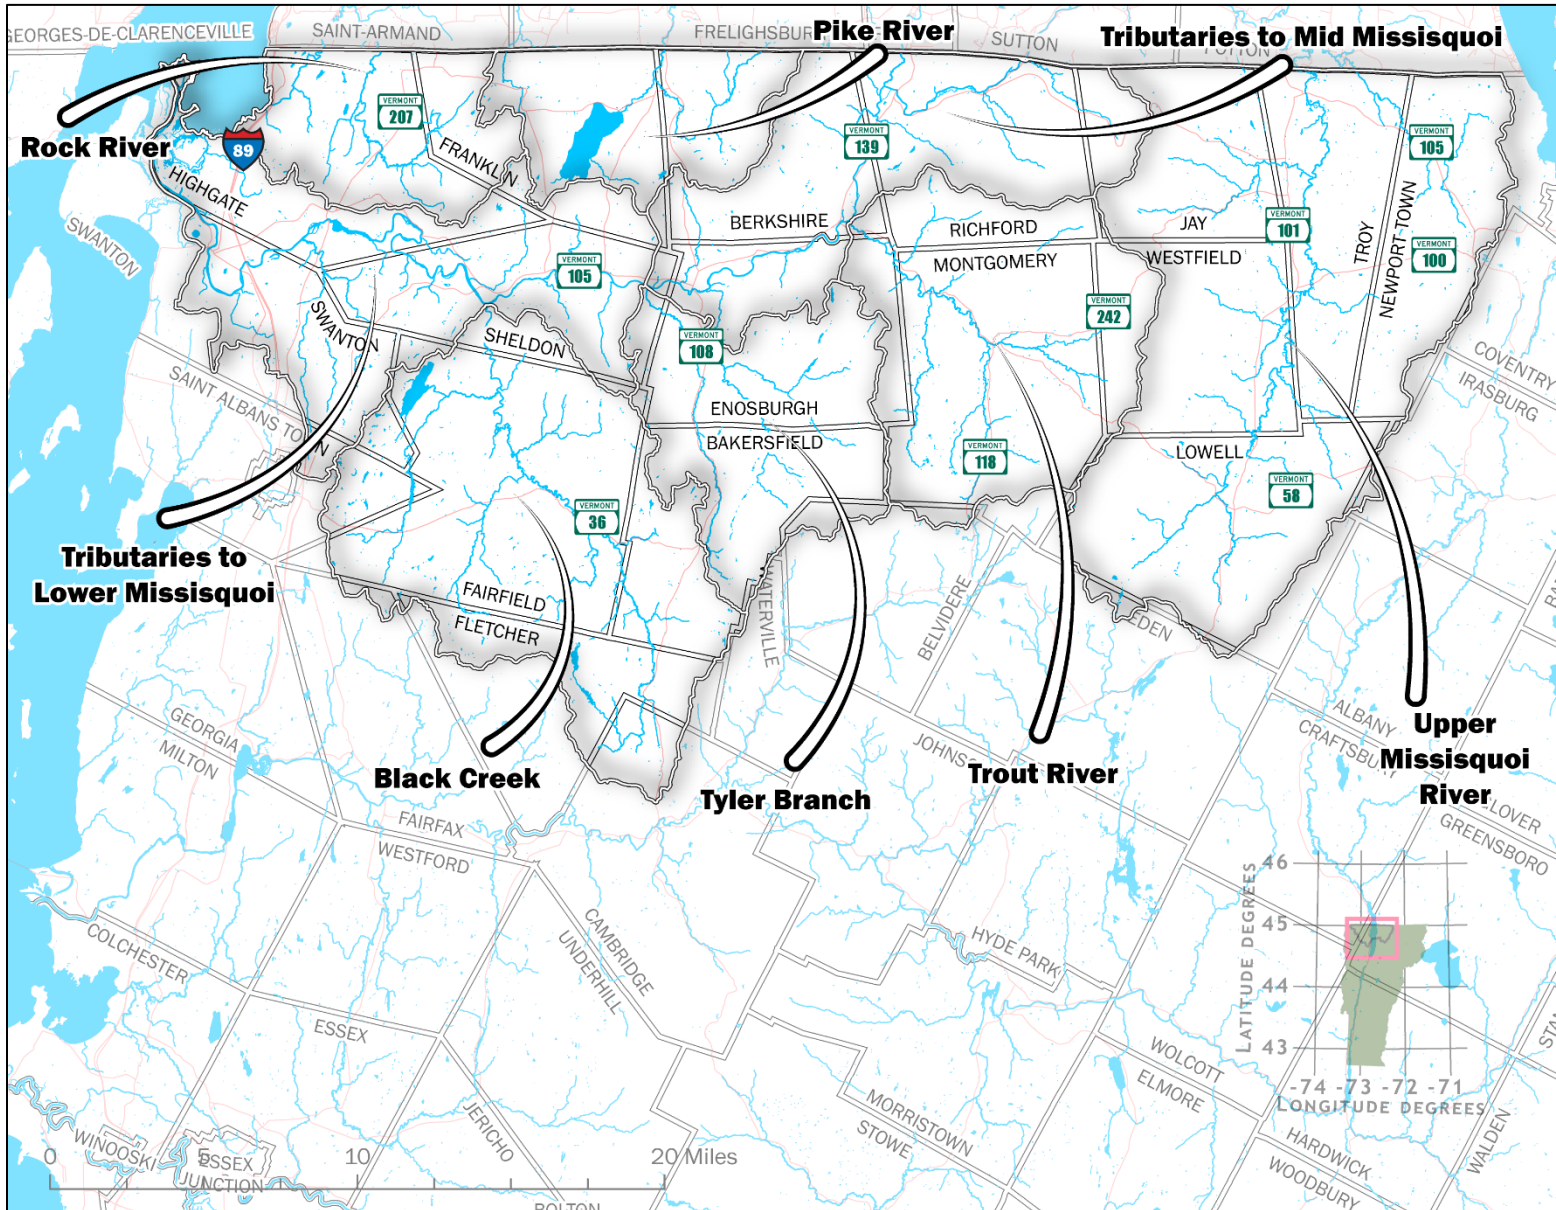 GEORGES-DE-CLARENCEVILLE
SAINT-ARMAND
FRELIGHSBUR
SUTTON
Pike River
Tributaries to Mid Missisquoi
Rock River
VERMONT
207
89
FRANKLIN
HIGHGATE
SWANTON
VERMONT
139
VERMONT
105
BERKSHIRE
RICHFORD
JAY
VERMONT
101
TROY
NEWPORT TOWN
VERMONT
100
MONTGOMERY
WESTFIELD
VERMONT
105
VERMONT
242
SWANTON
SHELDON
VERMONT
108
SAINT ALBANS TOWN
COVENTRY
IRASBURG
ENOSBURGH
BAKERSFIELD
VERMONT
118
LOWELL
VERMONT
58
VERMONT
36
Tributaries to
Lower Missisquoi
FAIRFIELD
FLETCHER
WATERVILLE
BELVIDERE
EDEN
GEORGIA
MILTON
Black Creek
Tyler Branch
JOHNS
Trout River
ALBANY
CRAFTSBURY
Upper
Missisquoi
River
GLOVER
GREENSBORO
FAIRFAX
WESTFORD
CAMBRIDGE
UNDERHILL
HYDE PARK
COLCHESTER
ESSEX
46
45
44
43
LATITUDE DEGREES
-74 -73 -72 -71
LONGITUDE DEGREES
WOLCOTT
ELMORE
STAN
MORRISTOWN
STOWE
JERICHO
WINOOSKI
ESSEX
JUNCTION
HARDWICK
WOODBURY
WALDEN
BOLTON
0 5 10 20 Miles